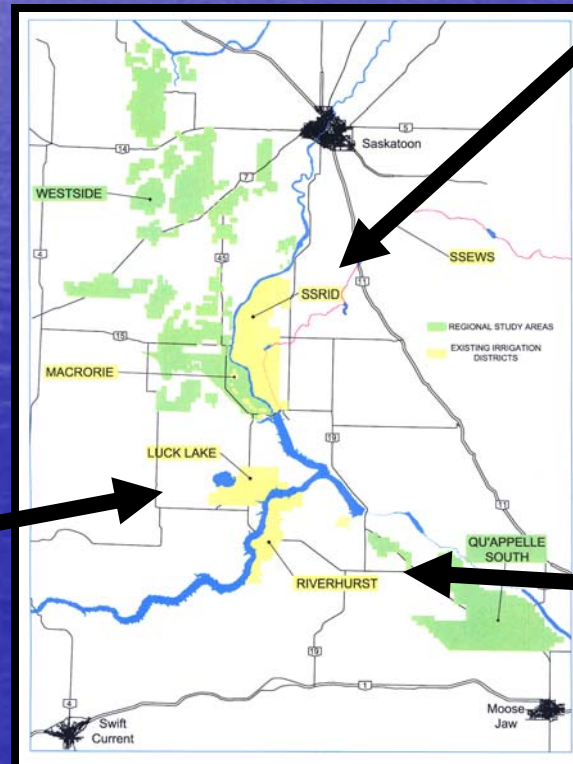 Saskatoon
5
14
7
WESTSIDE
4
SSEWS
45
11
SSRID
REGIONAL STUDY AREAS
EXISTING IRRIGATION
DISTRICTS
15
MACRORIE
19
LUCK LAKE
11
QU'APPELLE
SOUTH
RIVERHURST
19
1
4
Swift
Current
Moose
Jaw